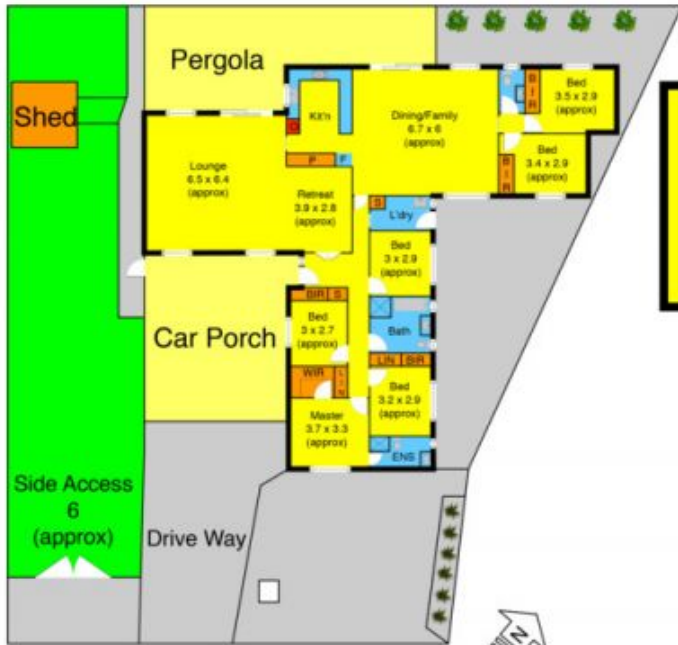 Pergola
Shed
Kit'n
Dining/Family
6.7 x 6
(approx)
B
I
R
Bed
3.5 x 2.9
(approx)
Lounge
6.5 x 6.4
(approx)
P
F
Retreat
3.9 x 2.8
(approx)
B
I
R
Bed
3.4 x 2.9
(approx)
S
L'dry
Bed
3 x 2.9
(approx)
Car Porch
BIR
S
Bed
3 x 2.7
(approx)
Bath
LIN
BIR
WIR
L
I
N
Bed
3.2 x 2.9
(approx)
Master
3.7 x 3.3
(approx)
ENS
Side Access
6
(approx)
Drive Way
N